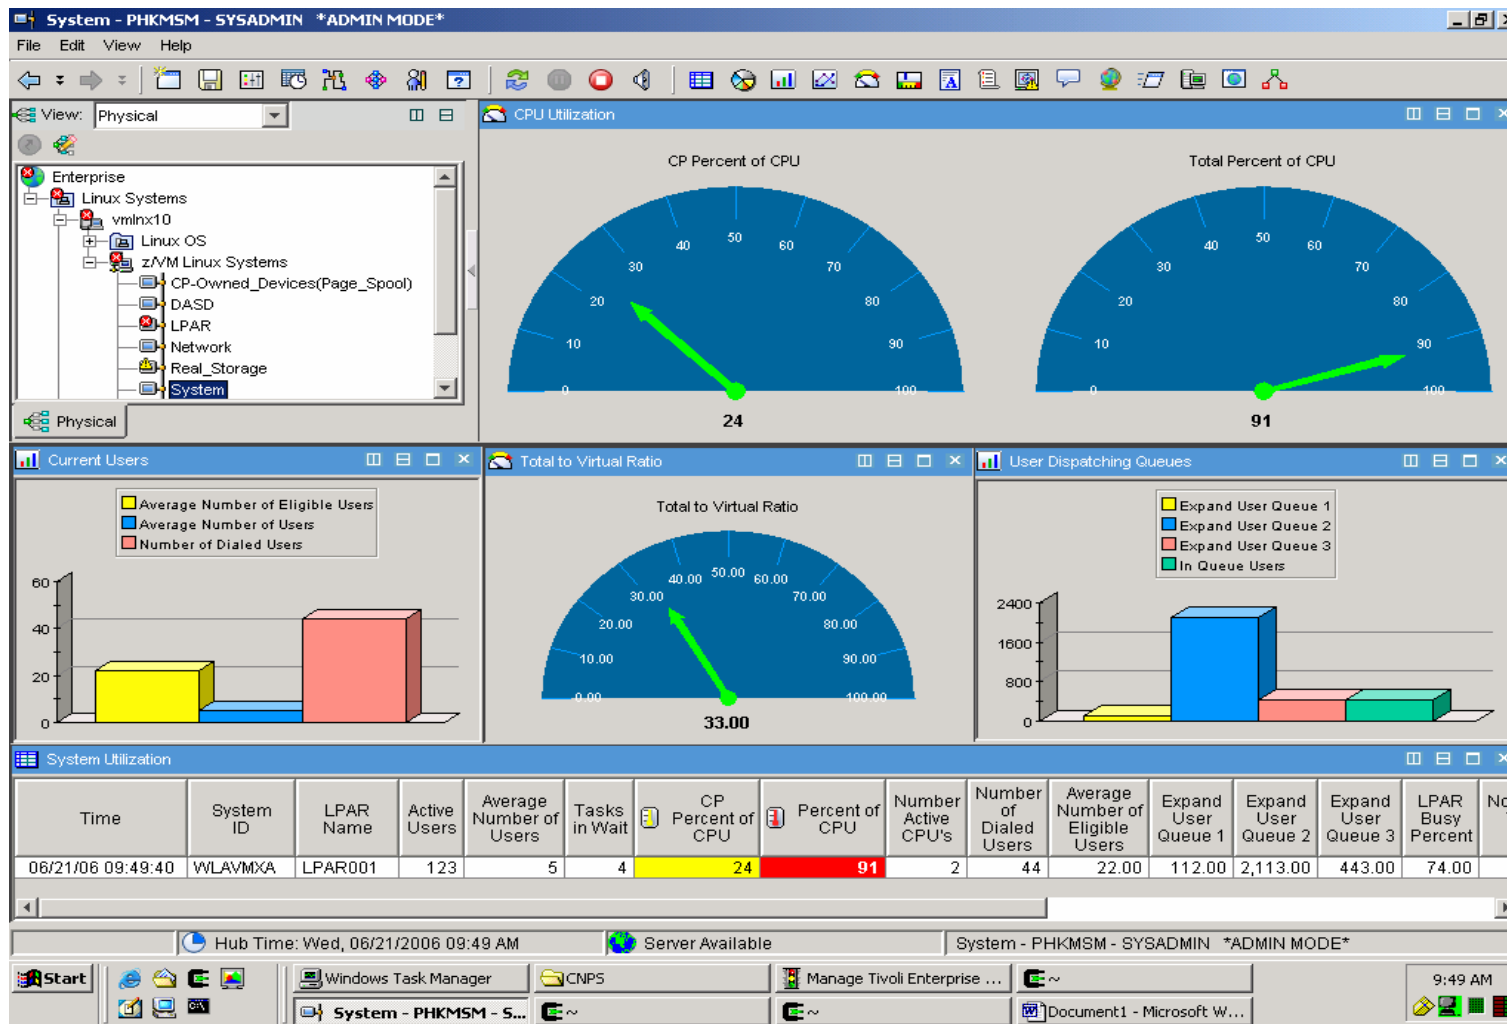 System - PHKMSM - SYSADMIN *ADMIN MODE*
File Edit View Help
View: Physical
Enterprise
Linux Systems
vmlnx10
Linux OS
z/VM Linux Systems
CP-Owned_Devices(Page_Spool)
DASD
LPAR
Network
Real_Storage
System
Physical
CPU Utilization
CP Percent of CPU
0 10 20 30 40 50 60 70 80 90 100
24
Total Percent of CPU
0 10 20 30 40 50 60 70 80 90 100
91
Current Users
Average Number of Eligible Users
Average Number of Users
Number of Dialed Users
60
40
20
0
Total to Virtual Ratio
Total to Virtual Ratio
0.00 10.00 20.00 30.00 40.00 50.00 60.00 70.00 80.00 90.00 100.00
33.00
User Dispatching Queues
Expand User Queue 1
Expand User Queue 2
Expand User Queue 3
In Queue Users
2400
1600
800
0
System Utilization
Time System ID LPAR Name Active Users Average Number of Users Tasks in Wait CP Percent of CPU Percent of CPU Number Active CPU's Number of Dialed Users Average Number of Eligible Users Expand User Queue 1 Expand User Queue 2 Expand User Queue 3 LPAR Busy Percent
06/21/06 09:49:40 WLAVMXA LPAR001 123 5 4 24 91 2 44 22.00 112.00 2,113.00 443.00 74.00
Hub Time: Wed, 06/21/2006 09:49 AM Server Available System - PHKMSM - SYSADMIN *ADMIN MODE*
Start Windows Task Manager CNPS Manage Tivoli Enterprise ... ~ 9:49 AM
System - PHKMSM - S... ~ ~ Document1 - Microsoft W...